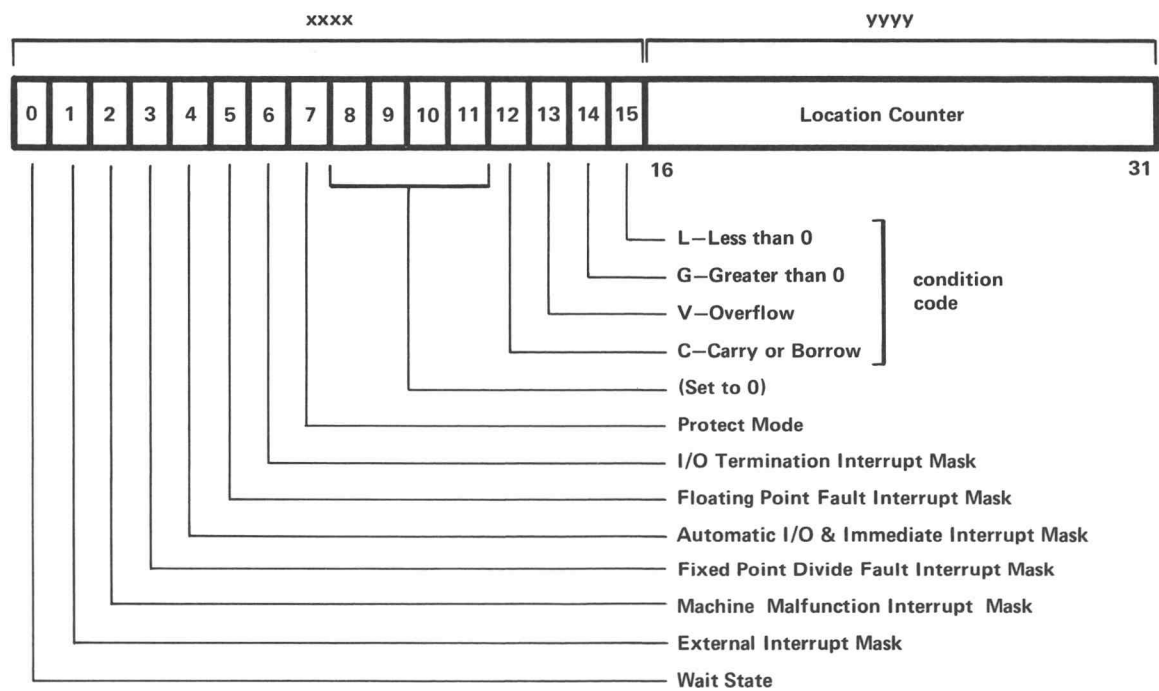 xxxx yyyy
0 1 2 3 4 5 6 7 8 9 10 11 12 13 14 15 Location Counter
16 31
L—Less than 0
G—Greater than 0
condition
code
V—Overflow
C—Carry or Borrow
(Set to 0)
Protect Mode
I/O Termination Interrupt Mask
Floating Point Fault Interrupt Mask
Automatic I/O & Immediate Interrupt Mask
Fixed Point Divide Fault Interrupt Mask
Machine Malfunction Interrupt Mask
External Interrupt Mask
Wait State